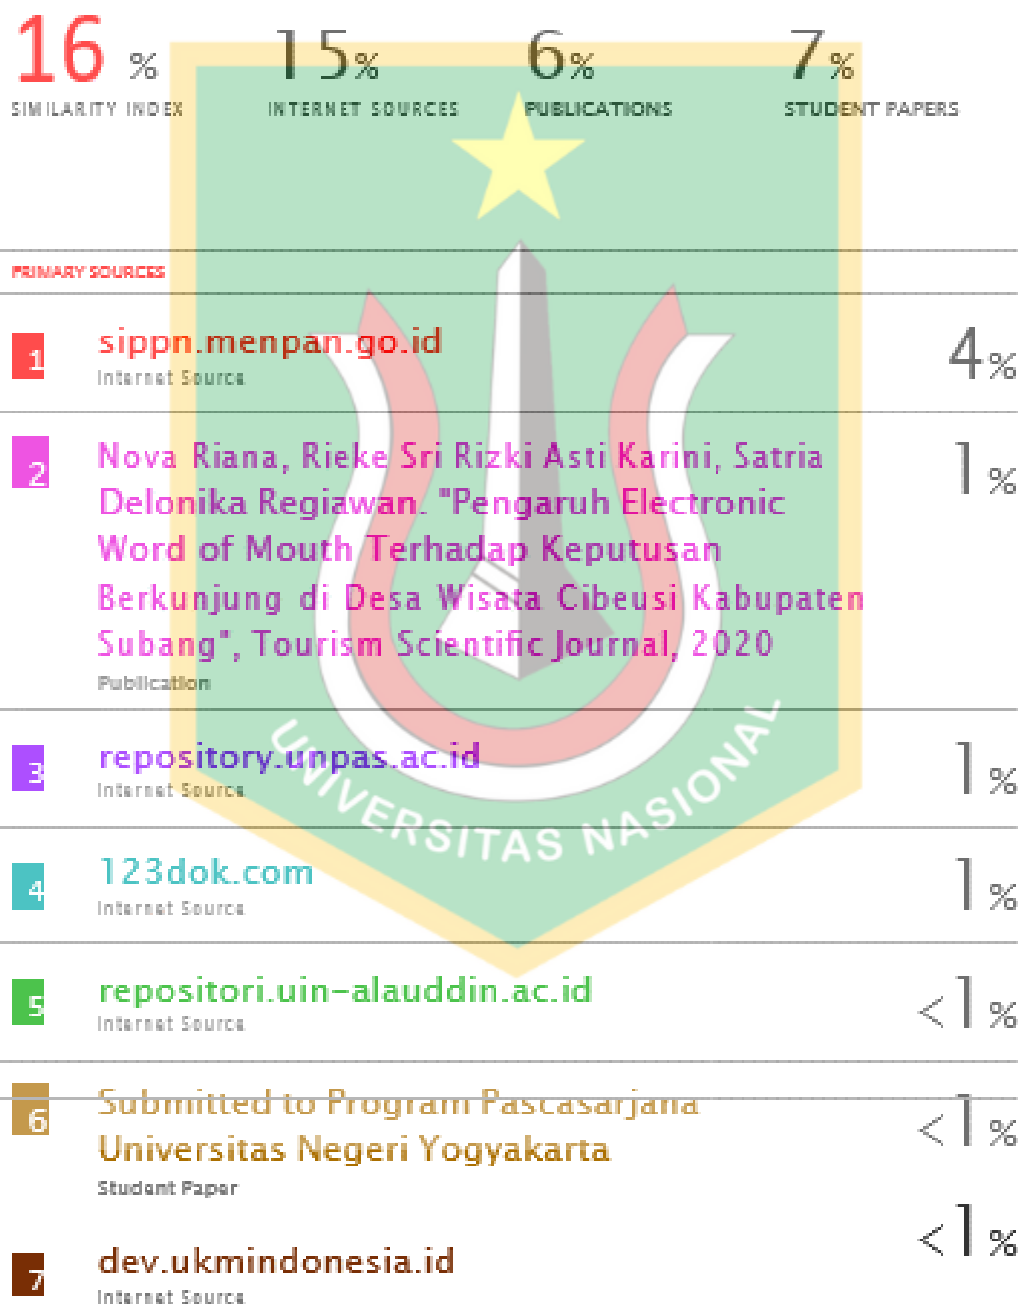 16 % 15% 6% 7%
SIMILARITY INDEX INTERNET SOURCES PUBLICATIONS STUDENT PAPERS
PRIMARY SOURCES
1 sippn.menpan.go.id 4%
Internet Source
2 Nova Riana, Rieke Sri Rizki Asti Karini, Satria 1%
Delonika Regiawan. "Pengaruh Electronic
Word of Mouth Terhadap Keputusan
Berkunjung di Desa Wisata Cibeusi Kabupaten
Subang", Tourism Scientific Journal, 2020
Publication
3 repository.unpas.ac.id 1%
Internet Source
UNIVERSITAS NASIONAL
4 123dok.com 1%
Internet Source
5 repositori.uin-alauddin.ac.id <1%
Internet Source
6 Submitted to Program Pascasarjana <1%
Universitas Negeri Yogyakarta
Student Paper
7 dev.ukmindonesia.id <1%
Internet Source